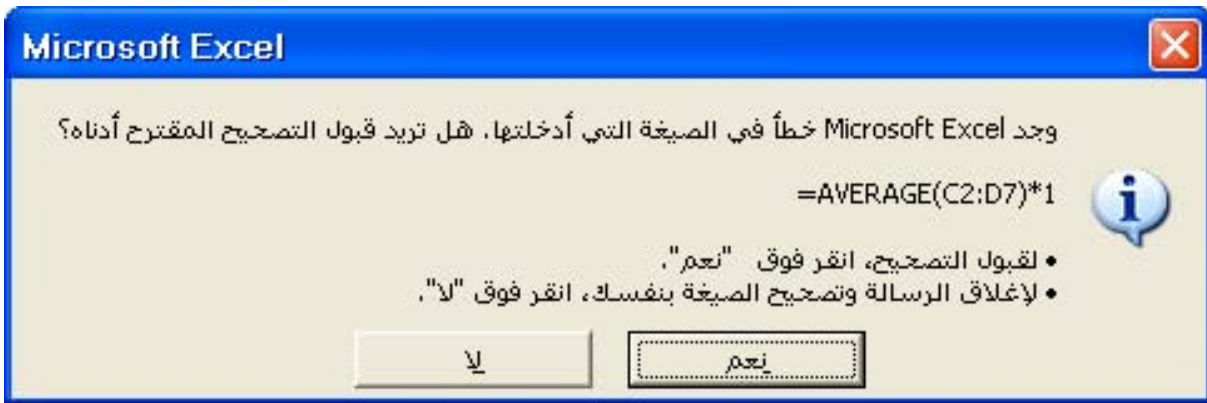 Microsoft Excel
وجد Microsoft Excel خطأ في الصيغة التي أدخلتها. هل تريد قبول التصحيح المقترح أدناه؟
=AVERAGE(C2:D7)*1
• لقبول التصحيح، انقر فوق "نعم".
• لإغلاق الرسالة وتصحيح الصيغة بنفسك، انقر فوق "لا".
نعم
لا